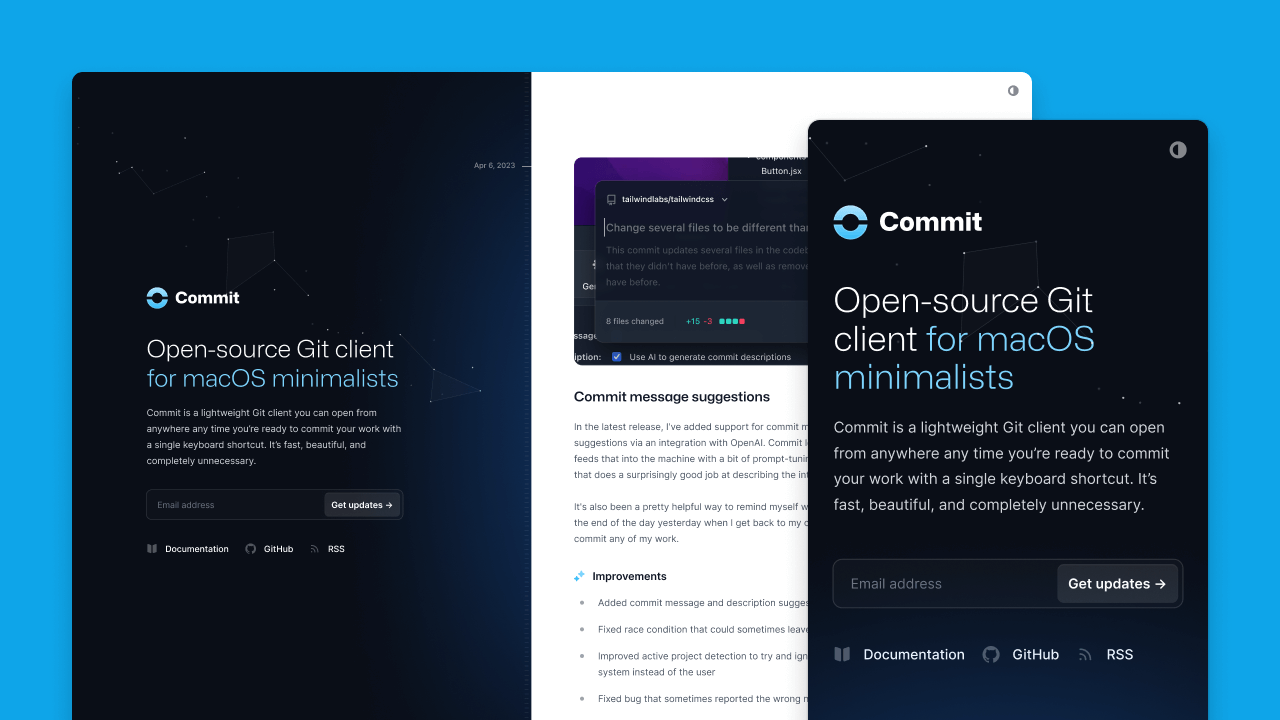 Apr 6, 2023
Commit
Open-source Git client
for macOS minimalists
Commit is a lightweight Git client you can open from
anywhere any time you’re ready to commit your work with
a single keyboard shortcut. It’s fast, beautiful, and
completely unnecessary.
Email address
Get updates →
Documentation
GitHub
RSS
components
Button.jsx
tailwindlabs/tailwindcss
Change several files to be different than
This commit updates several files in the
that they didn't have before, as well as
have before.
8 files changed
+15 -3
Use AI to generate commit descriptions
Commit message suggestions
In the latest release, I've added support for commit
suggestions via an integration with OpenAI. Commit
feeds that into the machine with a bit of
that does a surprisingly good job at describing the
It's also been a pretty helpful way to remind myself
the end of the day yesterday when I get back to my
commit any of my work.
Improvements
Added commit message and description
Fixed race condition that could sometimes
Improved active project detection to try and
system instead of the user
Fixed bug that sometimes reported the wrong
Commit
Open-source Git
client for macOS
minimalists
Commit is a lightweight Git client you can open
from anywhere any time you’re ready to commit
your work with a single keyboard shortcut. It’s
fast, beautiful, and completely unnecessary.
Email address
Get updates →
Documentation
GitHub
RSS